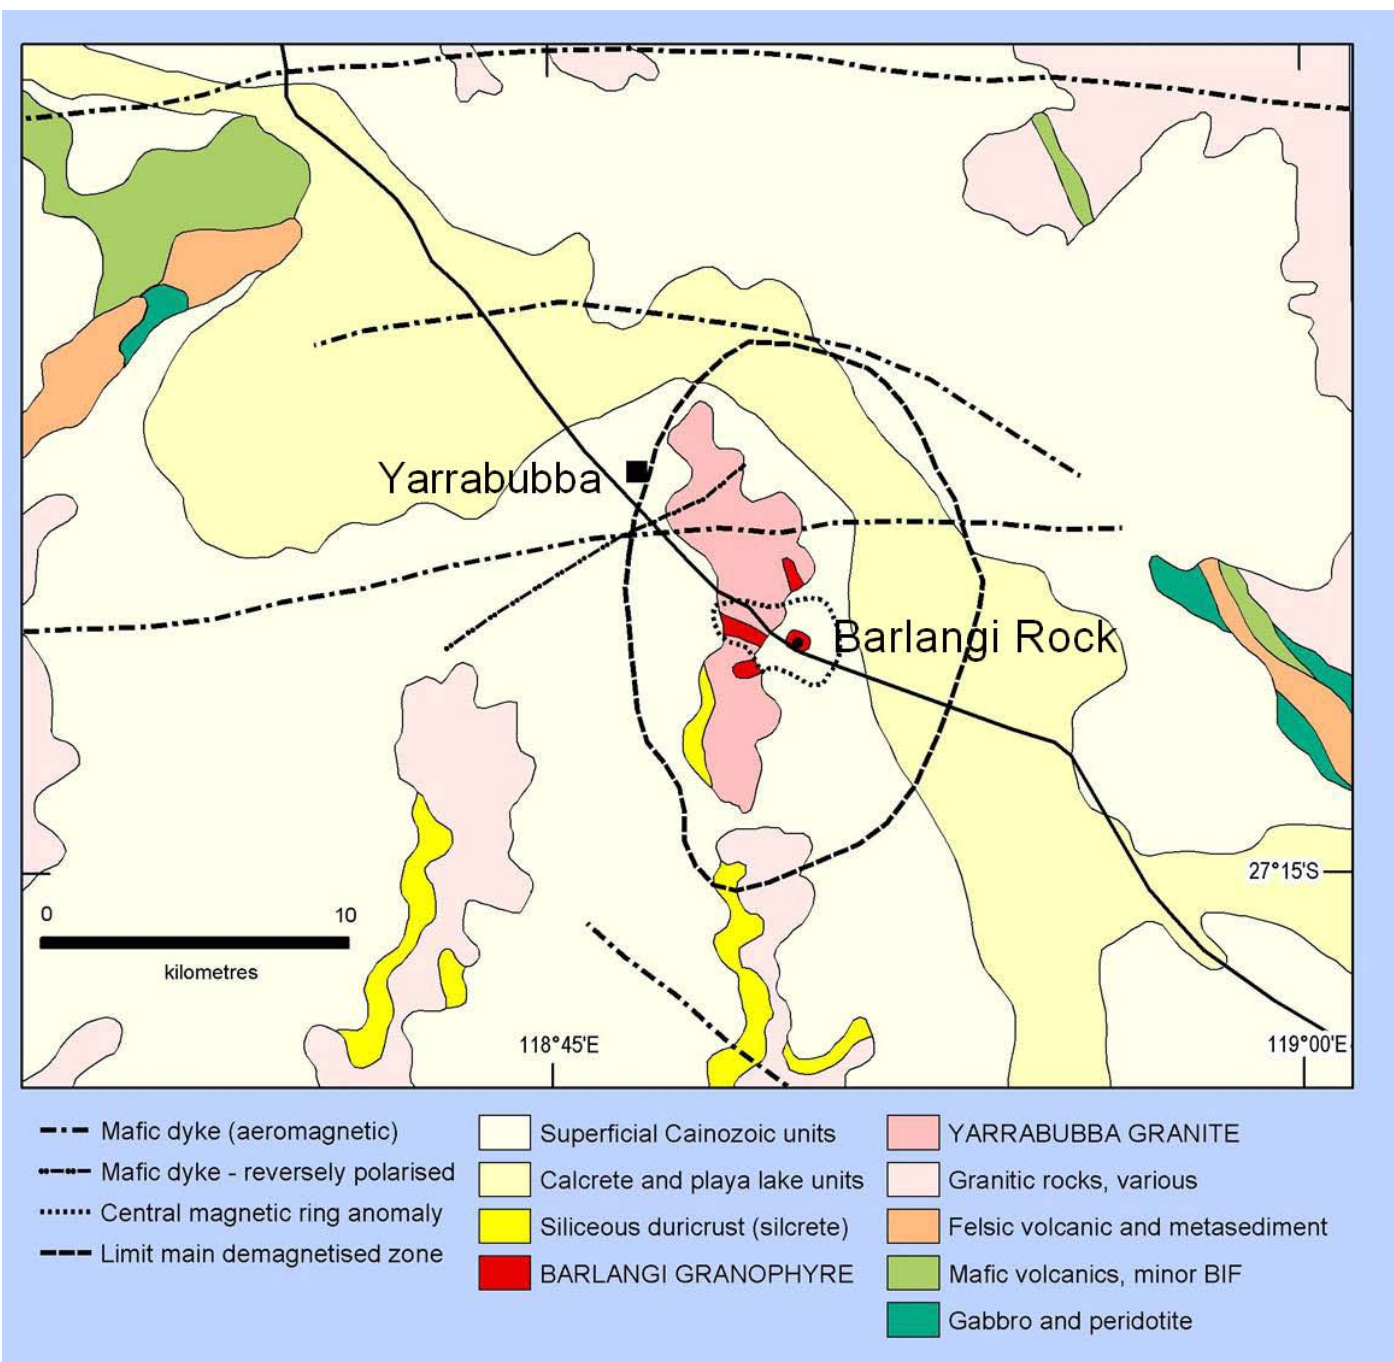 Yarrabubba
Barlangi Rock
27°15'S
0 10
kilometres
118°45'E
119°00'E
Mafic dyke (aeromagnetic)
Mafic dyke - reversely polarised
Central magnetic ring anomaly
Limit main demagnetised zone
Superficial Cainozoic units
Calcrete and playa lake units
Siliceous duricrust (silcrete)
BARLANGI GRANOPHYRE
YARRABUBBA GRANITE
Granitic rocks, various
Felsic volcanic and metasediment
Mafic volcanics, minor BIF
Gabbro and peridotite